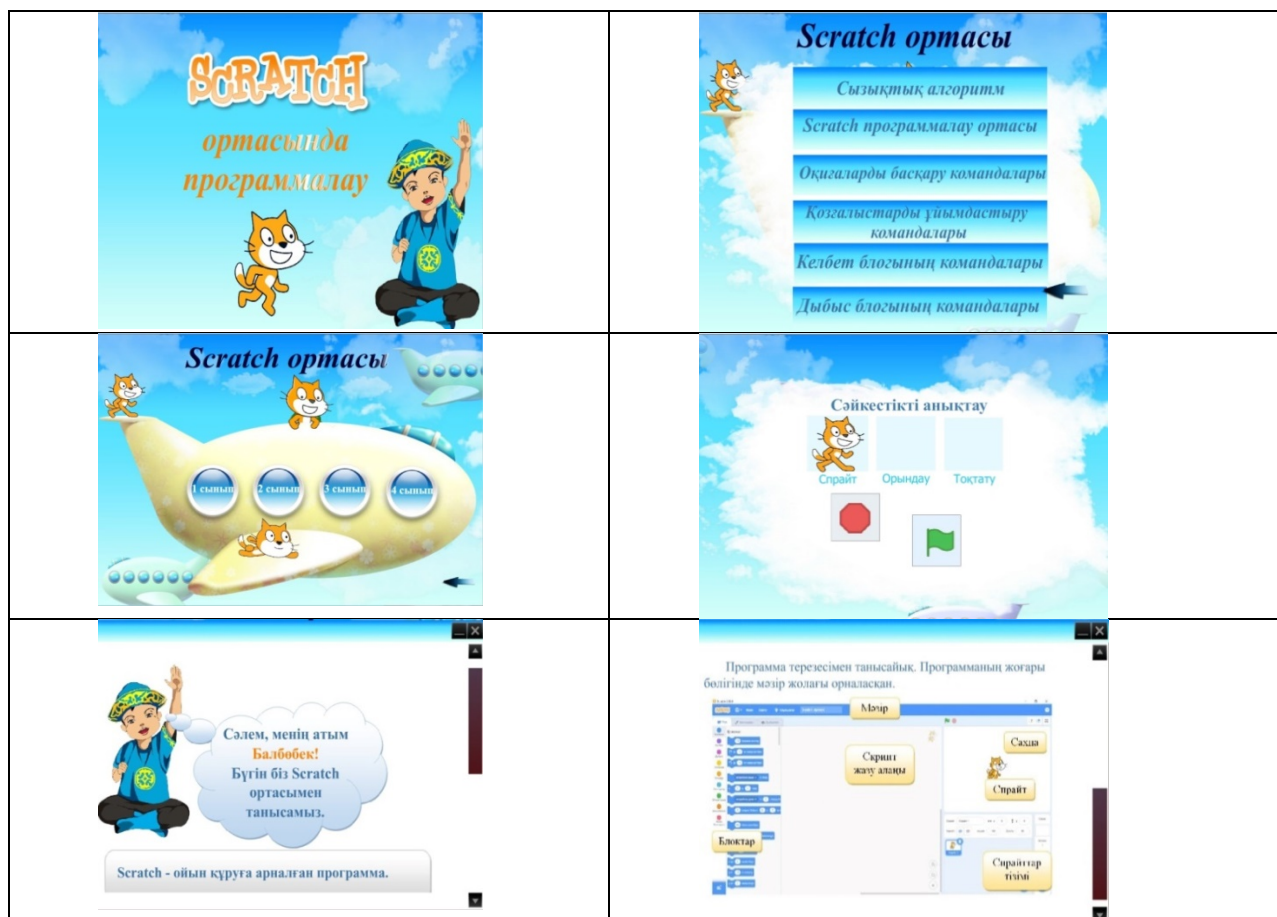 SCRATCH
ортасында
программалау
Scratch ортасы
Сызықтық алгоритм
Scratch программалау ортасы
Оқиғаларды басқару командалары
Қозғалыстарды ұйымдастыру
командалары
Келбет блогының командалары
Дыбыс блогының командалары
Scratch ортасы
1 сынып
2 сынып
3 сынып
4 сынып
Сәйкестікті анықтау
Спрайт
Орындау
Тоқтату
Сәлем, менің атым
Балбөбек!
Бүгін біз Scratch
ортасымен
танысамыз.
Scratch - ойын құруға арналған программа.
Программа терезесімен танысайық. Программаның жоғары
бөлігінде мәзір жолағы орналасқан.
Мәзір
Скрипт
жазу алаңы
Сахна
Спрайт
Блоктар
Спрайттар
тізімі